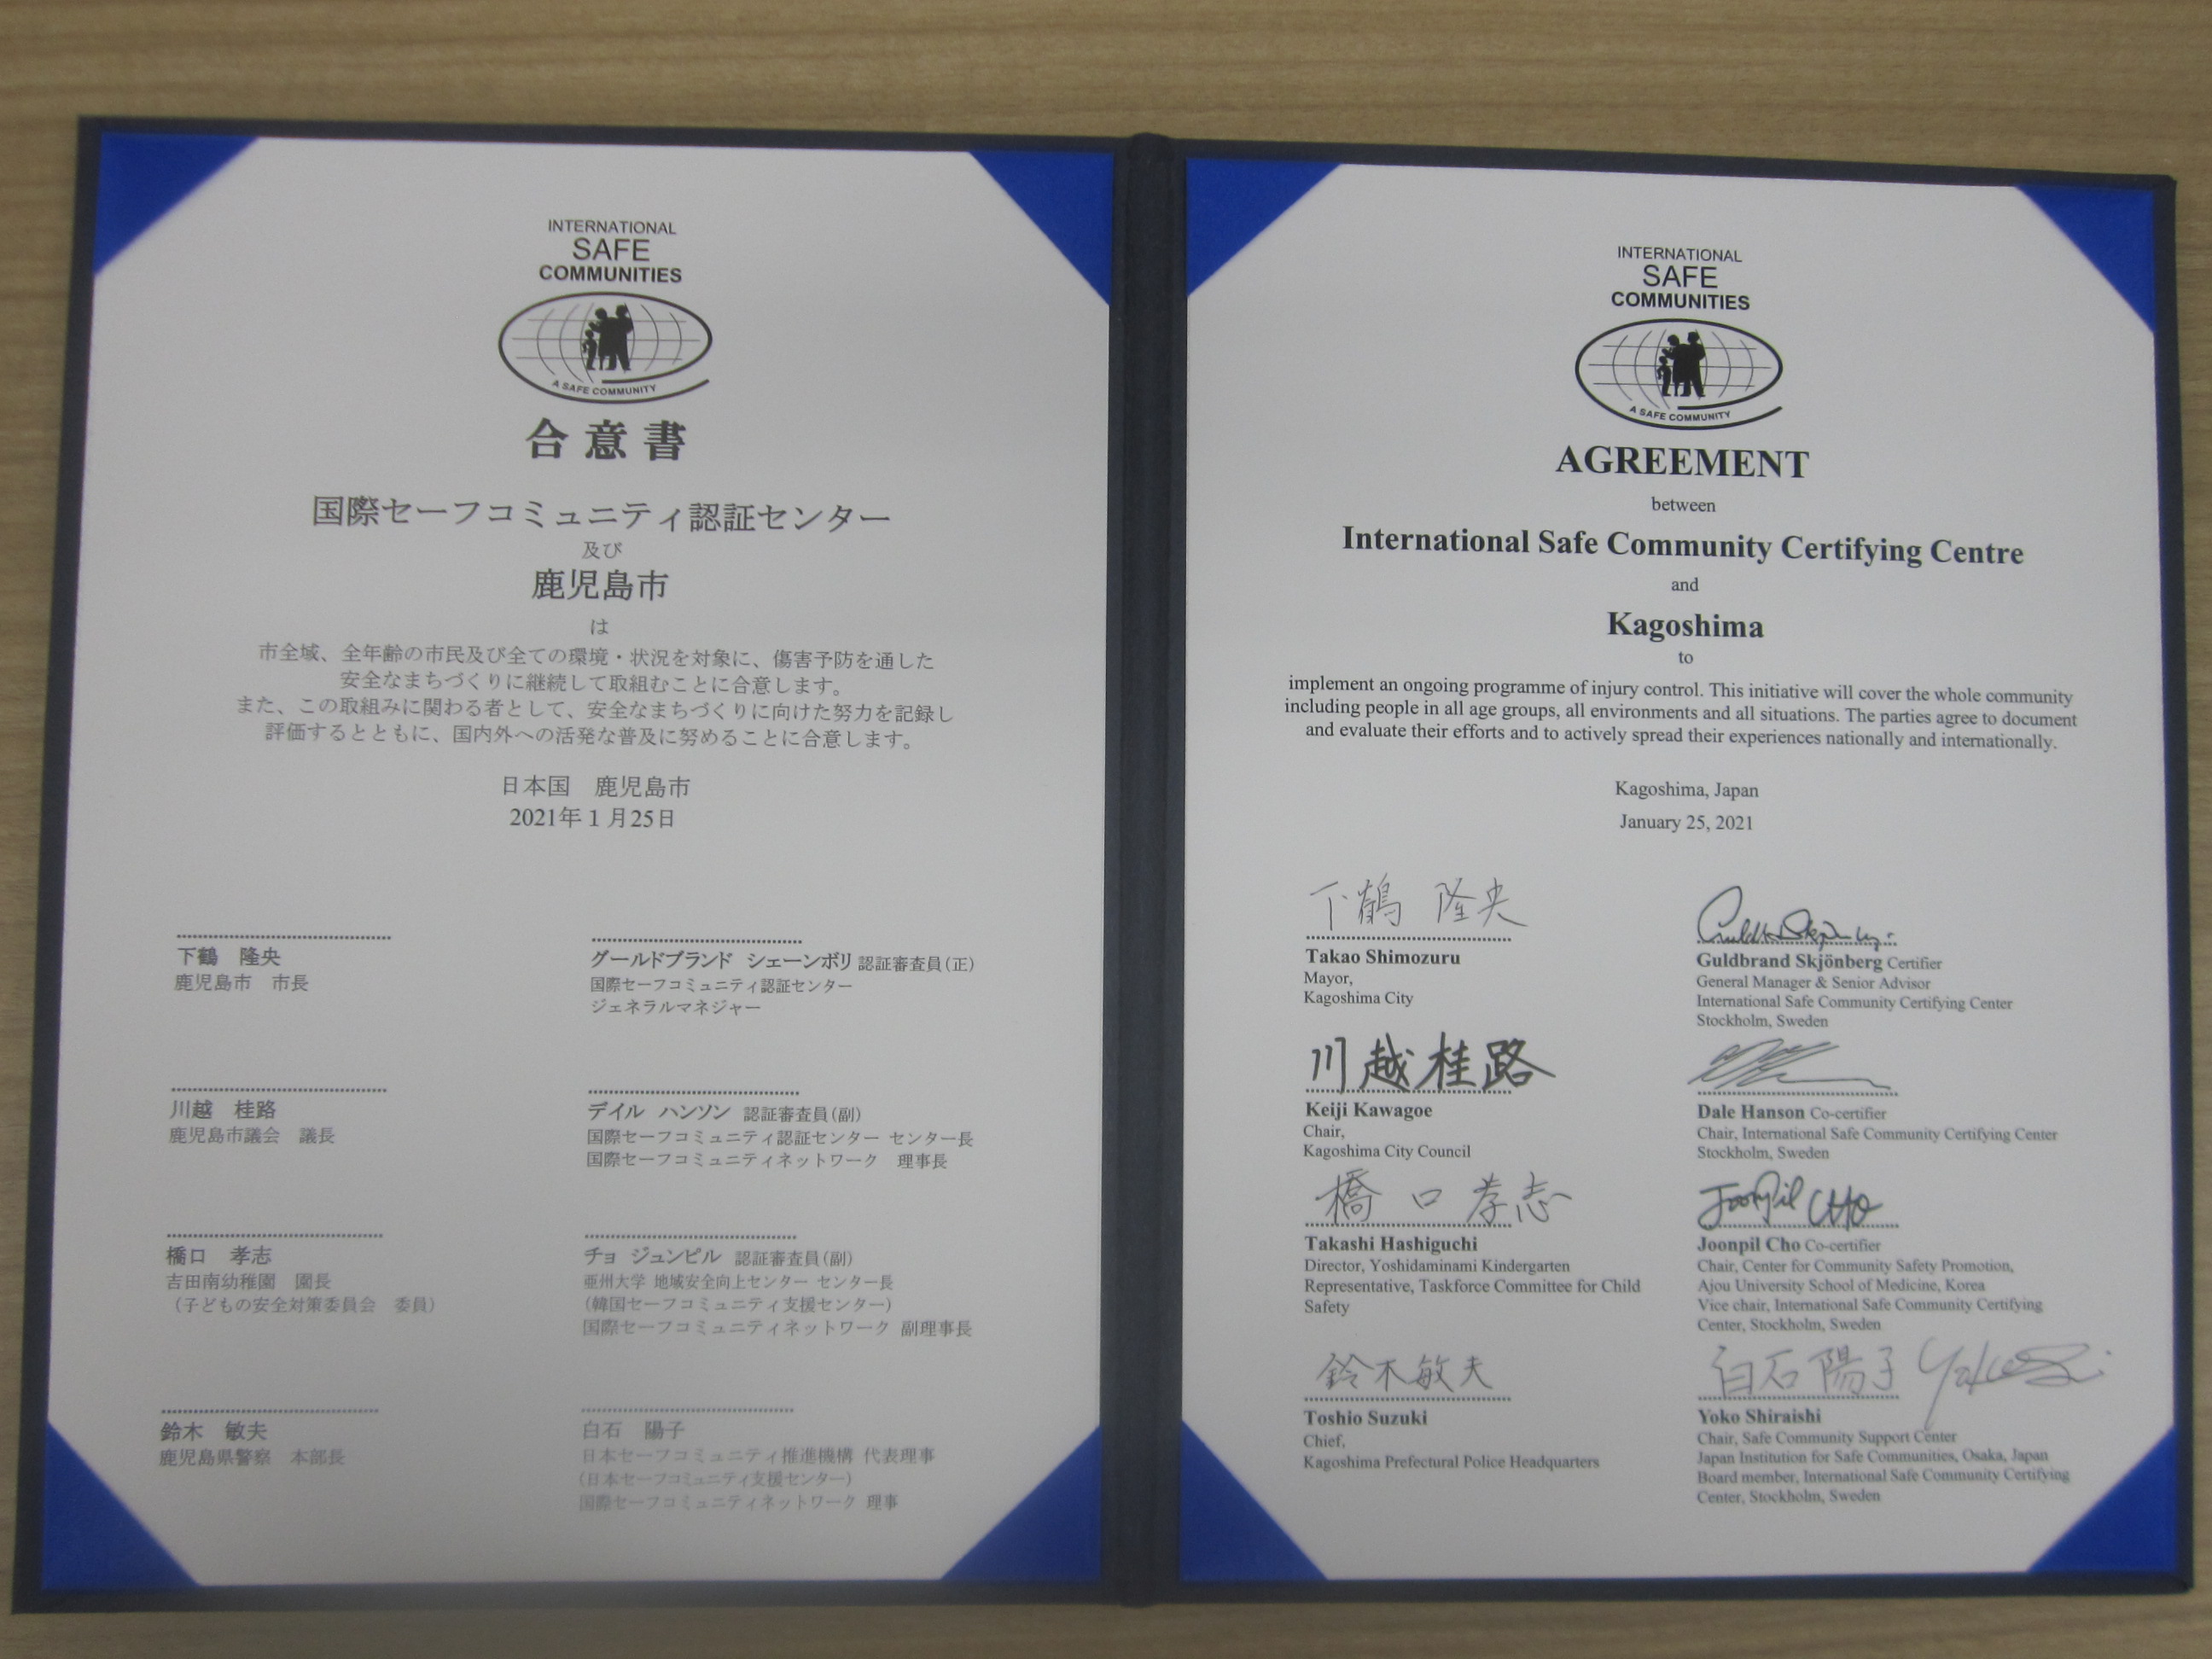 INTERNATIONAL
SAFE
COMMUNITIES
A SAFE COMMUNITY
合意書
国際セーフコミュニティ認証センター
及び
鹿児島市
は
市全域、全年齢の市民及び全ての環境・状況を対象に、傷害予防を通した
安全なまちづくりに継続して取組むことに合意します。
また、この取組みに関わる者として、安全なまちづくりに向けた努力を記録し
評価するとともに、国内外への活発な普及に努めることに合意します。
日本国　鹿児島市
2021年１月25日
下鶴　隆央
鹿児島市　市長
グールドブランド シェーンボリ 認証審査員(正)
国際セーフコミュニティ認証センター
ジェネラルマネジャー
川越　桂路
鹿児島市議会　議長
デイル ハンソン 認証審査員(副)
国際セーフコミュニティ認証センター センター長
国際セーフコミュニティネットワーク　理事長
橋口　孝志
吉田南幼稚園　園長
（子どもの安全対策委員会　委員）
チョ ジュンピル 認証審査員(副)
亜州大学 地域安全向上センター センター長
(韓国セーフコミュニティ支援センター)
国際セーフコミュニティネットワーク 副理事長
鈴木　敏夫
鹿児島県警察　本部長
白石　陽子
日本セーフコミュニティ推進機構 代表理事
(日本セーフコミュニティ支援センター)
国際セーフコミュニティネットワーク 理事
INTERNATIONAL
SAFE
COMMUNITIES
A SAFE COMMUNITY
AGREEMENT
between
International Safe Community Certifying Centre
and
Kagoshima
to
implement an ongoing programme of injury control. This initiative will cover the whole community
including people in all age groups, all environments and all situations. The parties agree to document
and evaluate their efforts and to actively spread their experiences nationally and internationally.
Kagoshima, Japan
January 25, 2021
下鶴 隆央
Takao Shimozuru
Mayor,
Kagoshima City
Guldbrand Skjönberg Certifier
General Manager & Senior Advisor
International Safe Community Certifying Center
Stockholm, Sweden
川越桂路
Keiji Kawagoe
Chair,
Kagoshima City Council
Dale Hanson Co-certifier
Chair, International Safe Community Certifying Center
Stockholm, Sweden
橋口孝志
Takashi Hashiguchi
Director, Yoshidaminami Kindergarten
Representative, Taskforce Committee for Child
Safety
Joonpil Cho
Joonpil Cho Co-certifier
Chair, Center for Community Safety Promotion,
Ajou University School of Medicine, Korea
Vice chair, International Safe Community Certifying
Center, Stockholm, Sweden
鈴木敏夫
Toshio Suzuki
Chief,
Kagoshima Prefectural Police Headquarters
白石陽子
Yoko Shiraishi
Chair, Safe Community Support Center
Japan Institution for Safe Communities, Osaka, Japan
Board member, International Safe Community Certifying
Center, Stockholm, Sweden